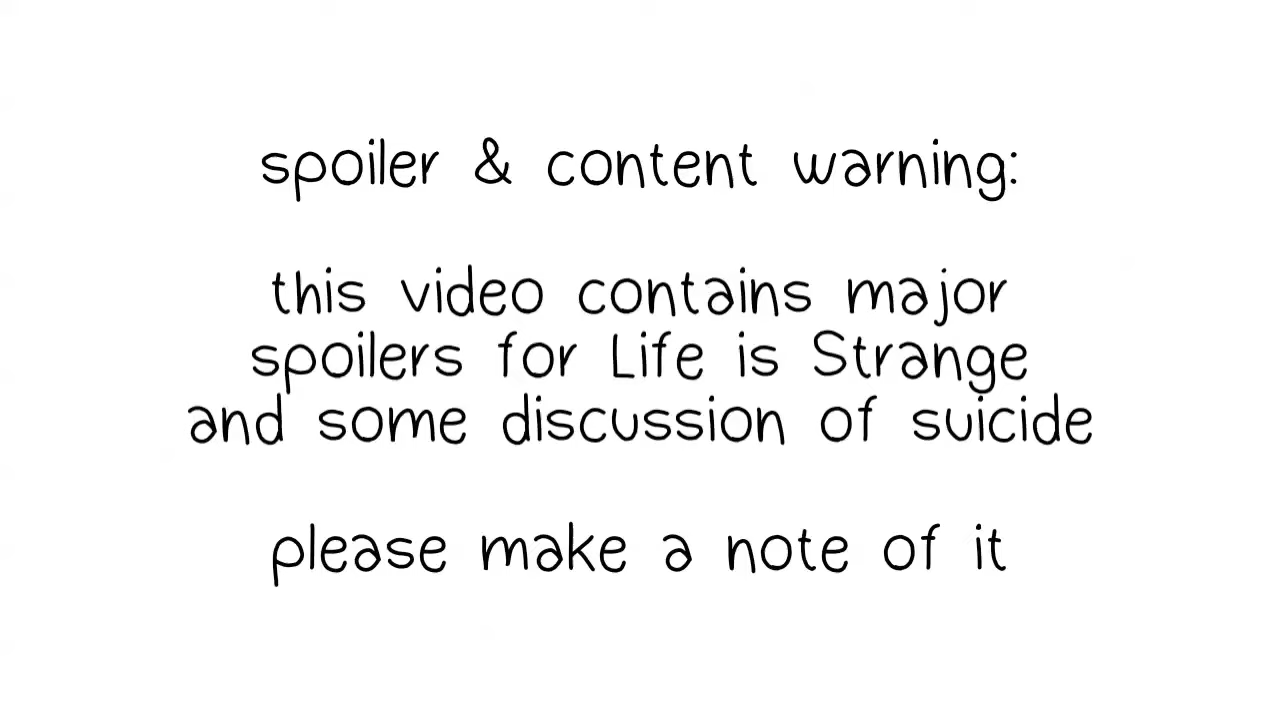 spoiler & content warning:
this video contains major
spoilers for Life is Strange
and some discussion of suicide
please make a note of it